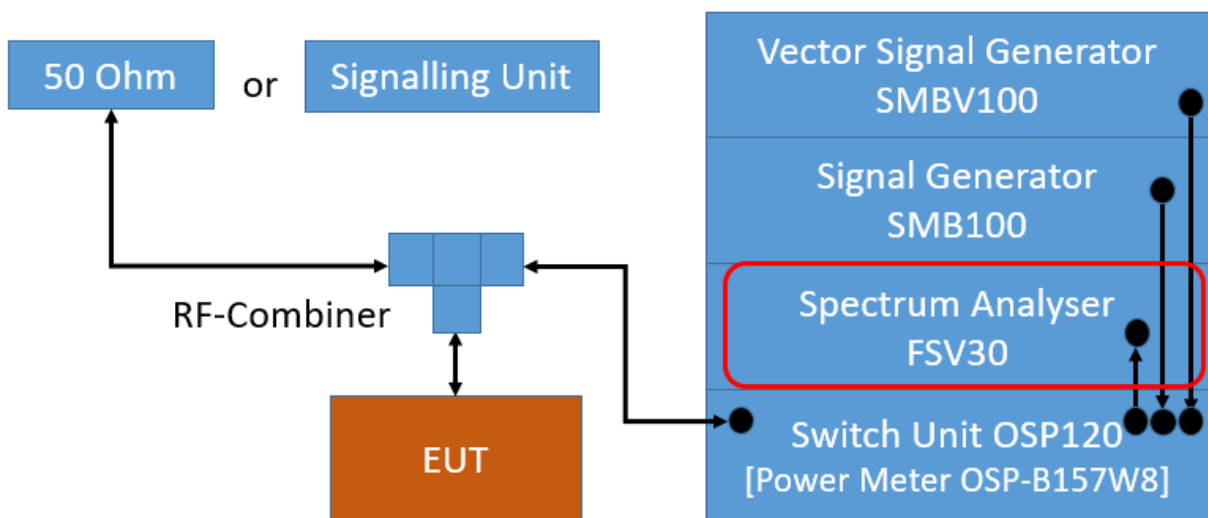 50 Ohm
or
Signalling Unit
RF-Combiner
EUT
Vector Signal Generator
SMBV100
Signal Generator
SMB100
Spectrum Analyser
FSV30
Switch Unit OSP120
[Power Meter OSP-B157W8]